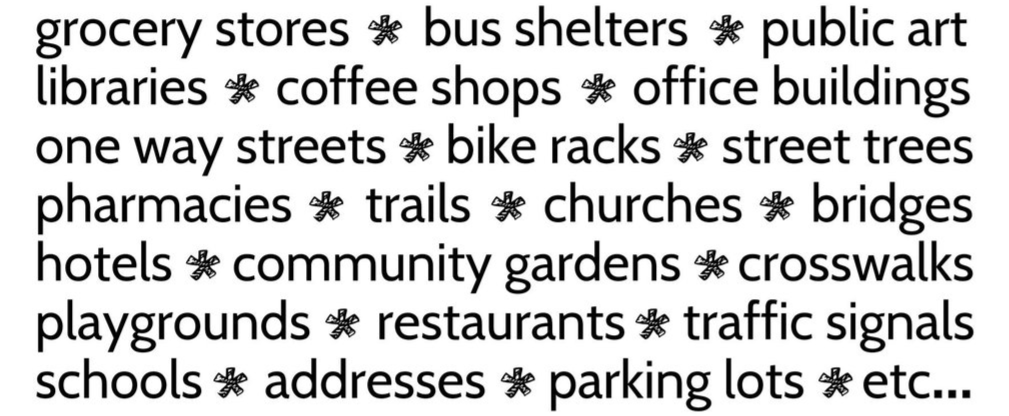 grocery stores * bus shelters * public art
libraries * coffee shops * office buildings
one way streets * bike racks * street trees
pharmacies * trails * churches * bridges
hotels * community gardens * crosswalks
playgrounds * restaurants * traffic signals
schools * addresses * parking lots * etc...